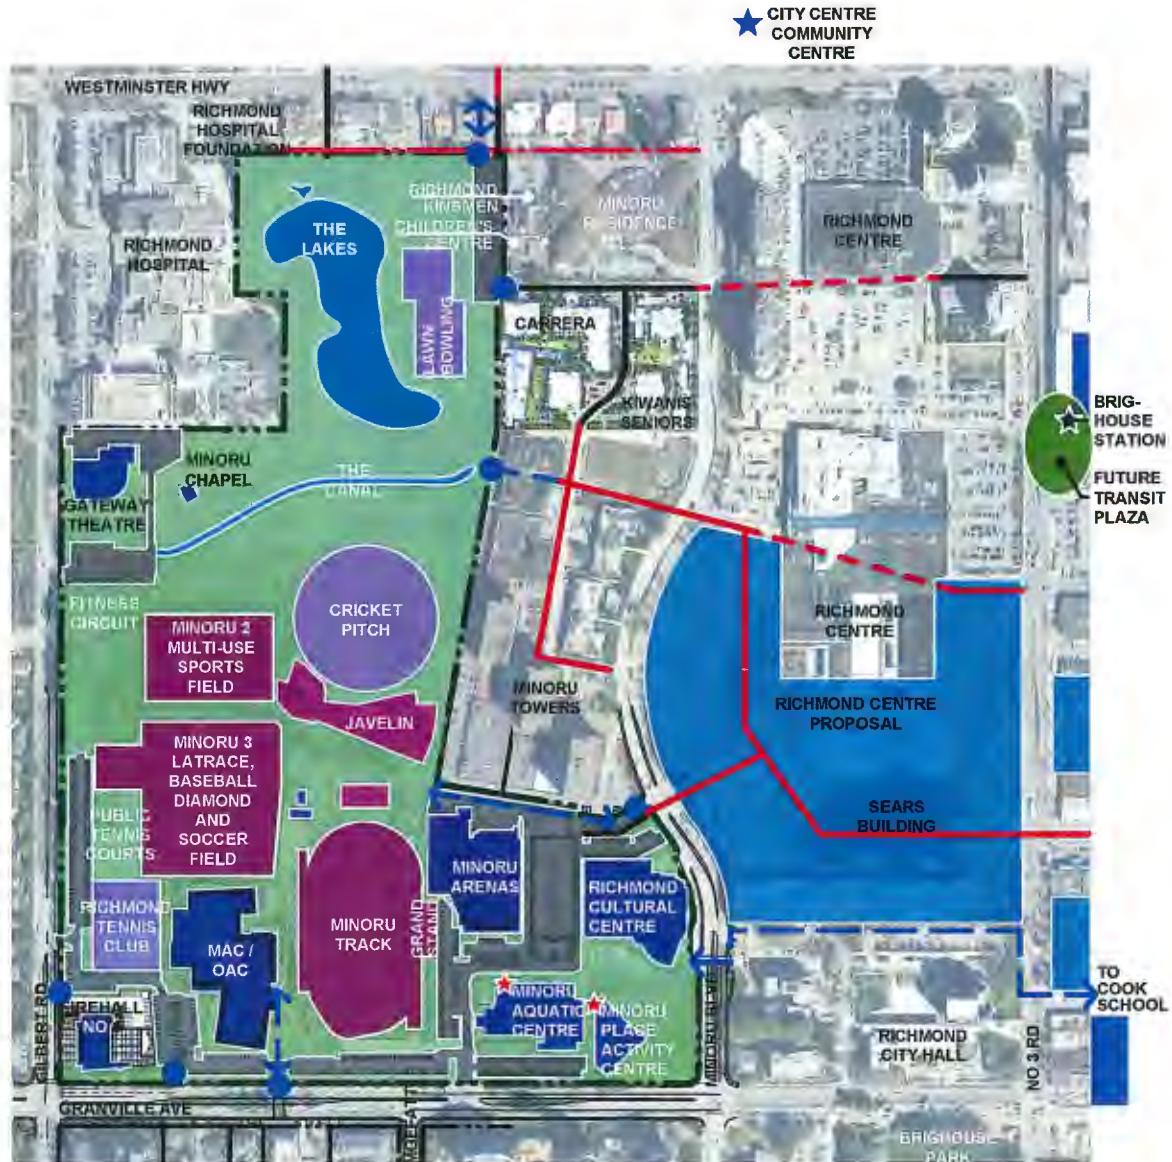 CITY CENTRE
COMMUNITY
CENTRE
WESTMINSTER HWY
RICHMOND
HOSPITAL
FOUNDATION
RICHMOND
KINSMEN
CHILDREN'S
CENTRE
MINORU
RESIDENCE
RICHMOND
CENTRE
THE
LAKES
RICHMOND
HOSPITAL
LAWN
BOWLING
CARRERA
KIWANIS
SENIORS
BRIG-
HOUSE
STATION
FUTURE
TRANSIT
PLAZA
MINORU
CHAPEL
THE
CANAL
GATEWAY
THEATRE
FITNESS
CIRCUIT
CRICKET
PITCH
MINORU 2
MULTI-USE
SPORTS
FIELD
RICHMOND
CENTRE
MINORU
TOWERS
JAVELIN
RICHMOND CENTRE
PROPOSAL
MINORU 3
LATRACE,
BASEBALL
DIAMOND
AND
SOCCER
FIELD
PUBLIC
TENNIS
COURTS
SEARS
BUILDING
MINORU
ARENAS
RICHMOND
CULTURAL
CENTRE
RICHMOND
TENNIS
CLUB
MAC /
OAC
MINORU
TRACK
GRAND
STAND
MINORU
AQUATIC
CENTRE
MINORU
PLACE
ACTIVITY
CENTRE
TO
COOK
SCHOOL
FIREHALL
NO
GILBERT RD
MINORU BLVD
RICHMOND
CITY HALL
NO 3 RD
GRANVILLE AVE
BRIGHOUSE
PARK